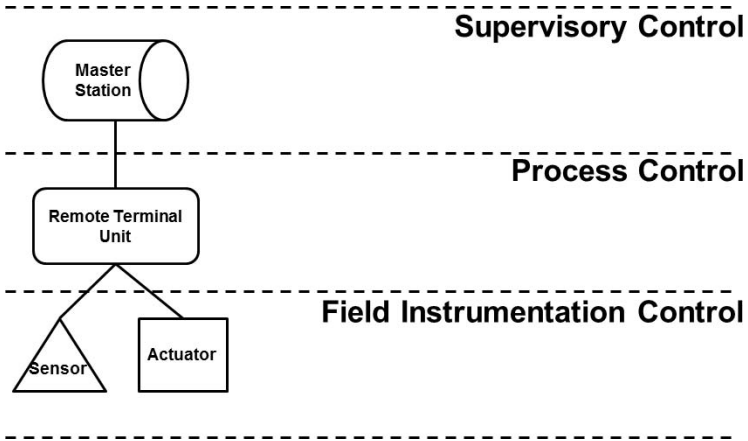 Supervisory Control
Master
Station
Process Control
Remote Terminal
Unit
Field Instrumentation Control
Sensor
Actuator